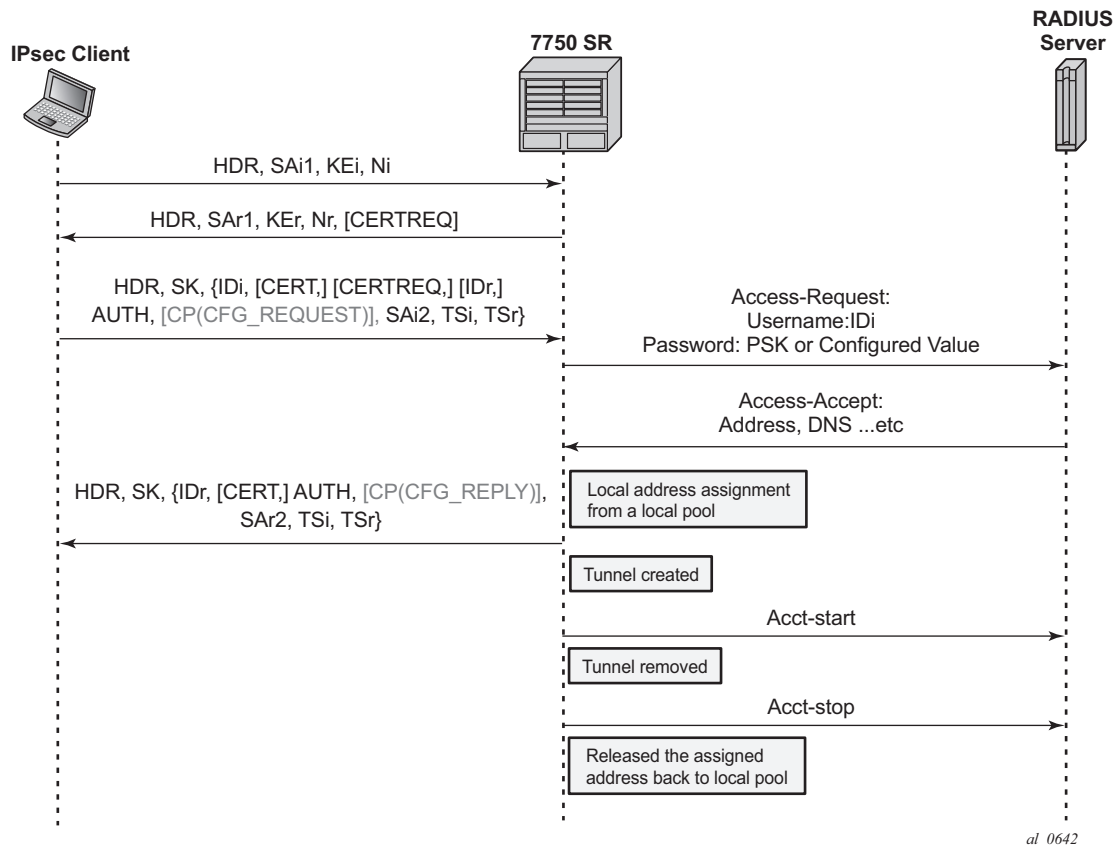 RADIUS
Server
IPsec Client
7750 SR
HDR, SAi1, KEi, Ni
HDR, SAr1, KEr, Nr, [CERTREQ]
HDR, SK, {IDi, [CERT,] [CERTREQ,] [IDr,]
AUTH, [CP(CFG_REQUEST)], SAi2, TSi, TSr}
Access-Request:
Username:IDi
Password: PSK or Configured Value
Access-Accept:
Address, DNS ...etc
Local address assignment
from a local pool
HDR, SK, {IDr, [CERT,] AUTH, [CP(CFG_REPLY)],
SAr2, TSi, TSr}
Tunnel created
Acct-start
Tunnel removed
Acct-stop
Released the assigned
address back to local pool
al_0642